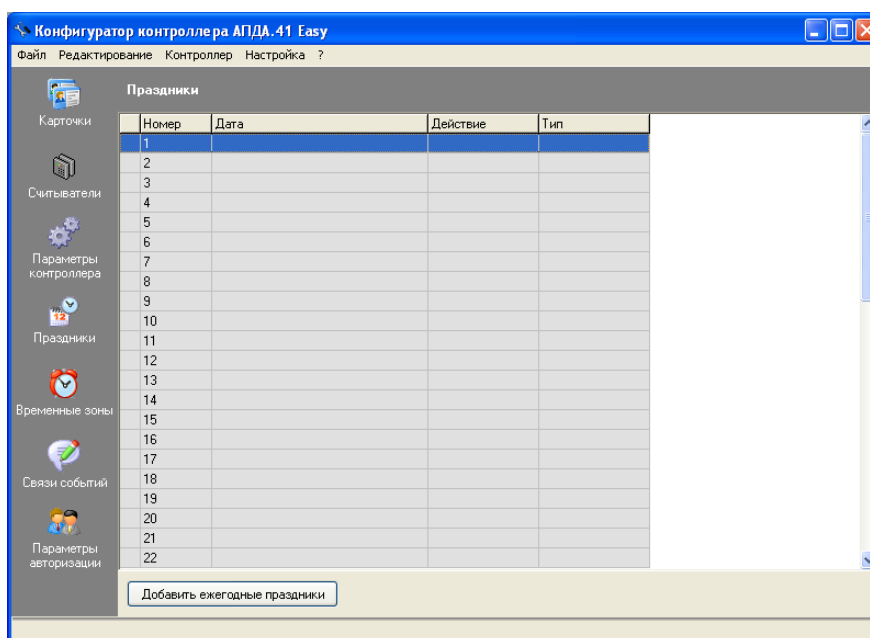 Конфигуратор контроллера АПДА.41 Easy
Файл Редактирование Контроллер Настройка ?
Карточки
Считыватели
Параметры
контроллера
12
Праздники
Временные зоны
Связи событий
Параметры
авторизации
Праздники
Номер Дата Действие Тип
1
2
3
4
5
6
7
8
9
10
11
12
13
14
15
16
17
18
19
20
21
22
Добавить ежегодные праздники